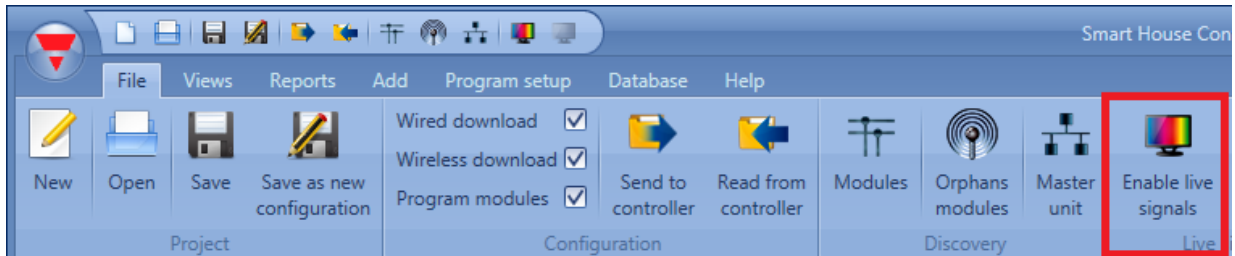 Smart House Con
File Views Reports Add Program setup Database Help
Wired download
Wireless download
Program modules
New Open Save Save as new configuration Send to controller Read from controller Modules Orphans modules Master unit Enable live signals
Project Configuration Discovery Live